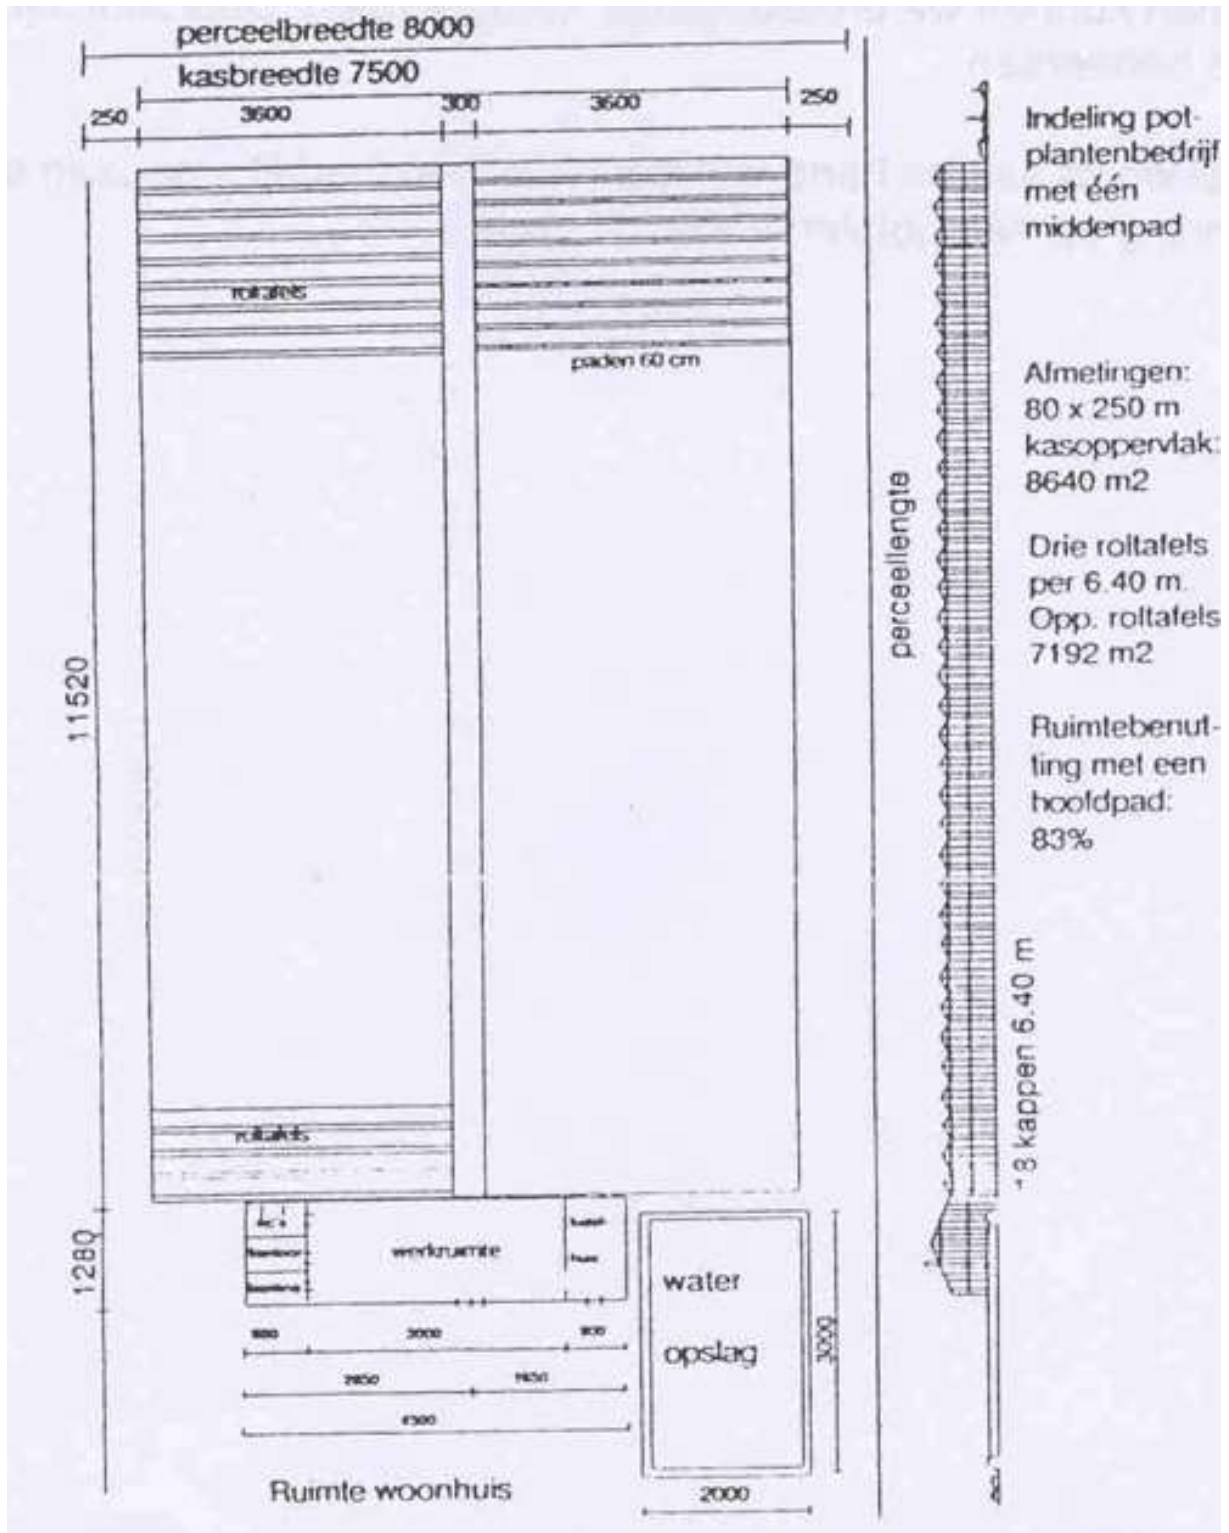 perceelbreedte 8000
kasbreedte 7500
250 3600 300 3600 250
Indeling pot-
plantenbedrijf
met één
middenpad
roltafels
paden 60 cm
Afmetingen:
80 x 250 m
kasoppervlak:
8640 m2
perceellengte
Drie roltafels
per 6.40 m.
Opp. roltafels
7192 m2
11520
Ruimtebenut-
ting met een
hoofdpad:
83%
18 kappen 6.40 m
roltafels
1280
werkruimte
water
opslag
3000
3000
2000
Ruimte woonhuis